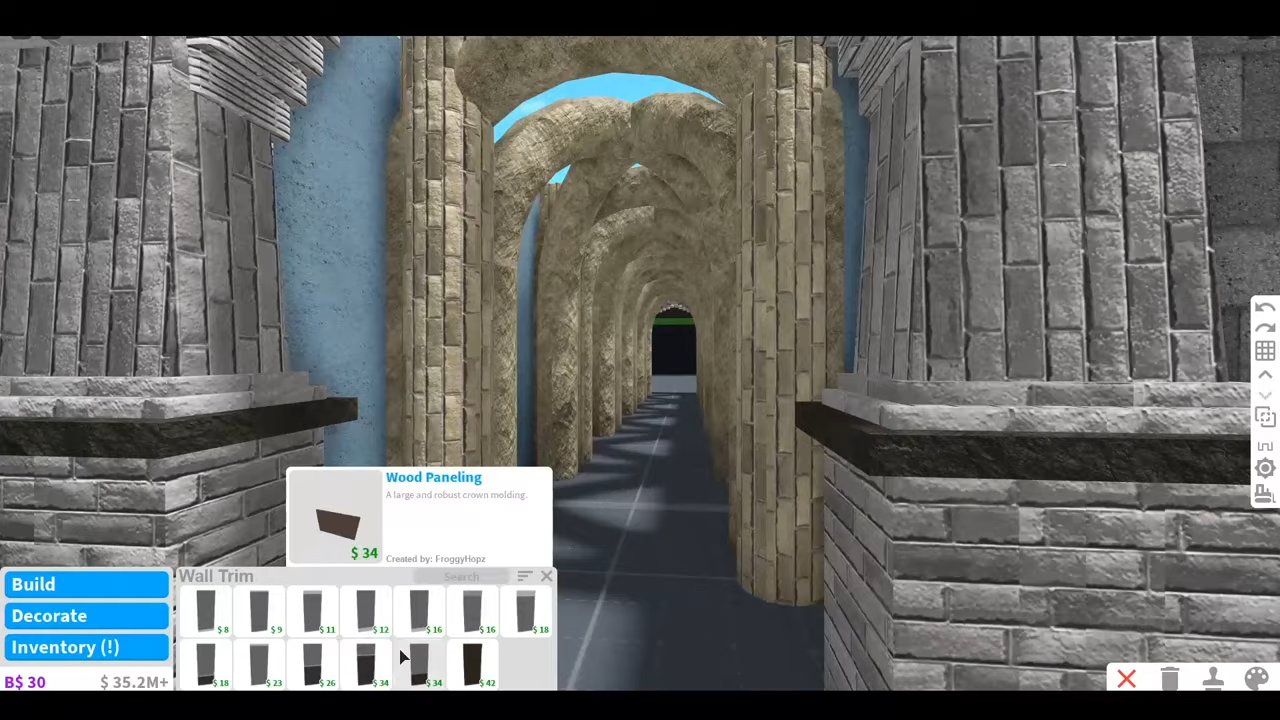 Wood Paneling
A large and robust crown molding.
$ 34
Created by: FroggyHopz
Build
Decorate
Inventory (!)
B$ 30
$ 35.2M+
Wall Trim
Search
$ 8
$ 9
$ 11
$ 12
$ 16
$ 16
$ 18
$ 18
$ 23
$ 26
$ 34
$ 34
$ 42